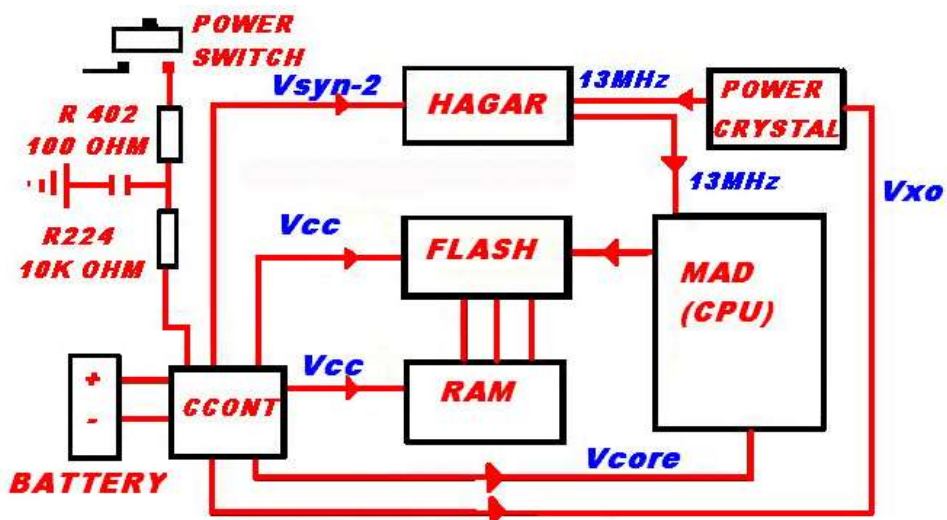 POWER
SWITCH
Vsyn-2
HAGAR
13MHz
POWER
CRYSTAL
R 402
100 OHM
13MHz
Vxo
R224
10K OHM
Vcc
FLASH
MAD
(CPU)
+
-
BATTERY
CCONT
Vcc
RAM
Vcore